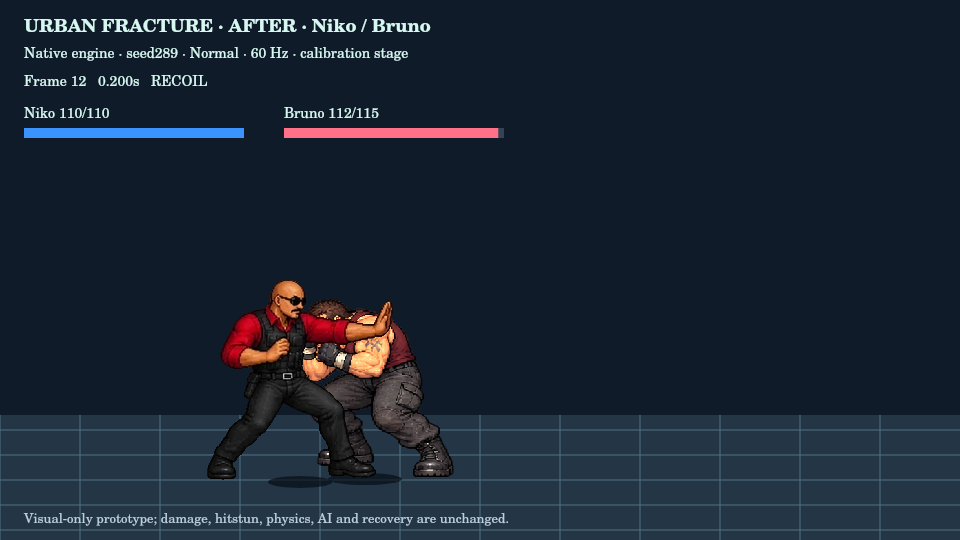 URBAN FRACTURE · AFTER · Niko / Bruno
Native engine · seed289 · Normal · 60 Hz · calibration stage
Frame 12 0.200s RECOIL
Niko 110/110 Bruno 112/115
Visual-only prototype; damage, hitstun, physics, AI and recovery are unchanged.